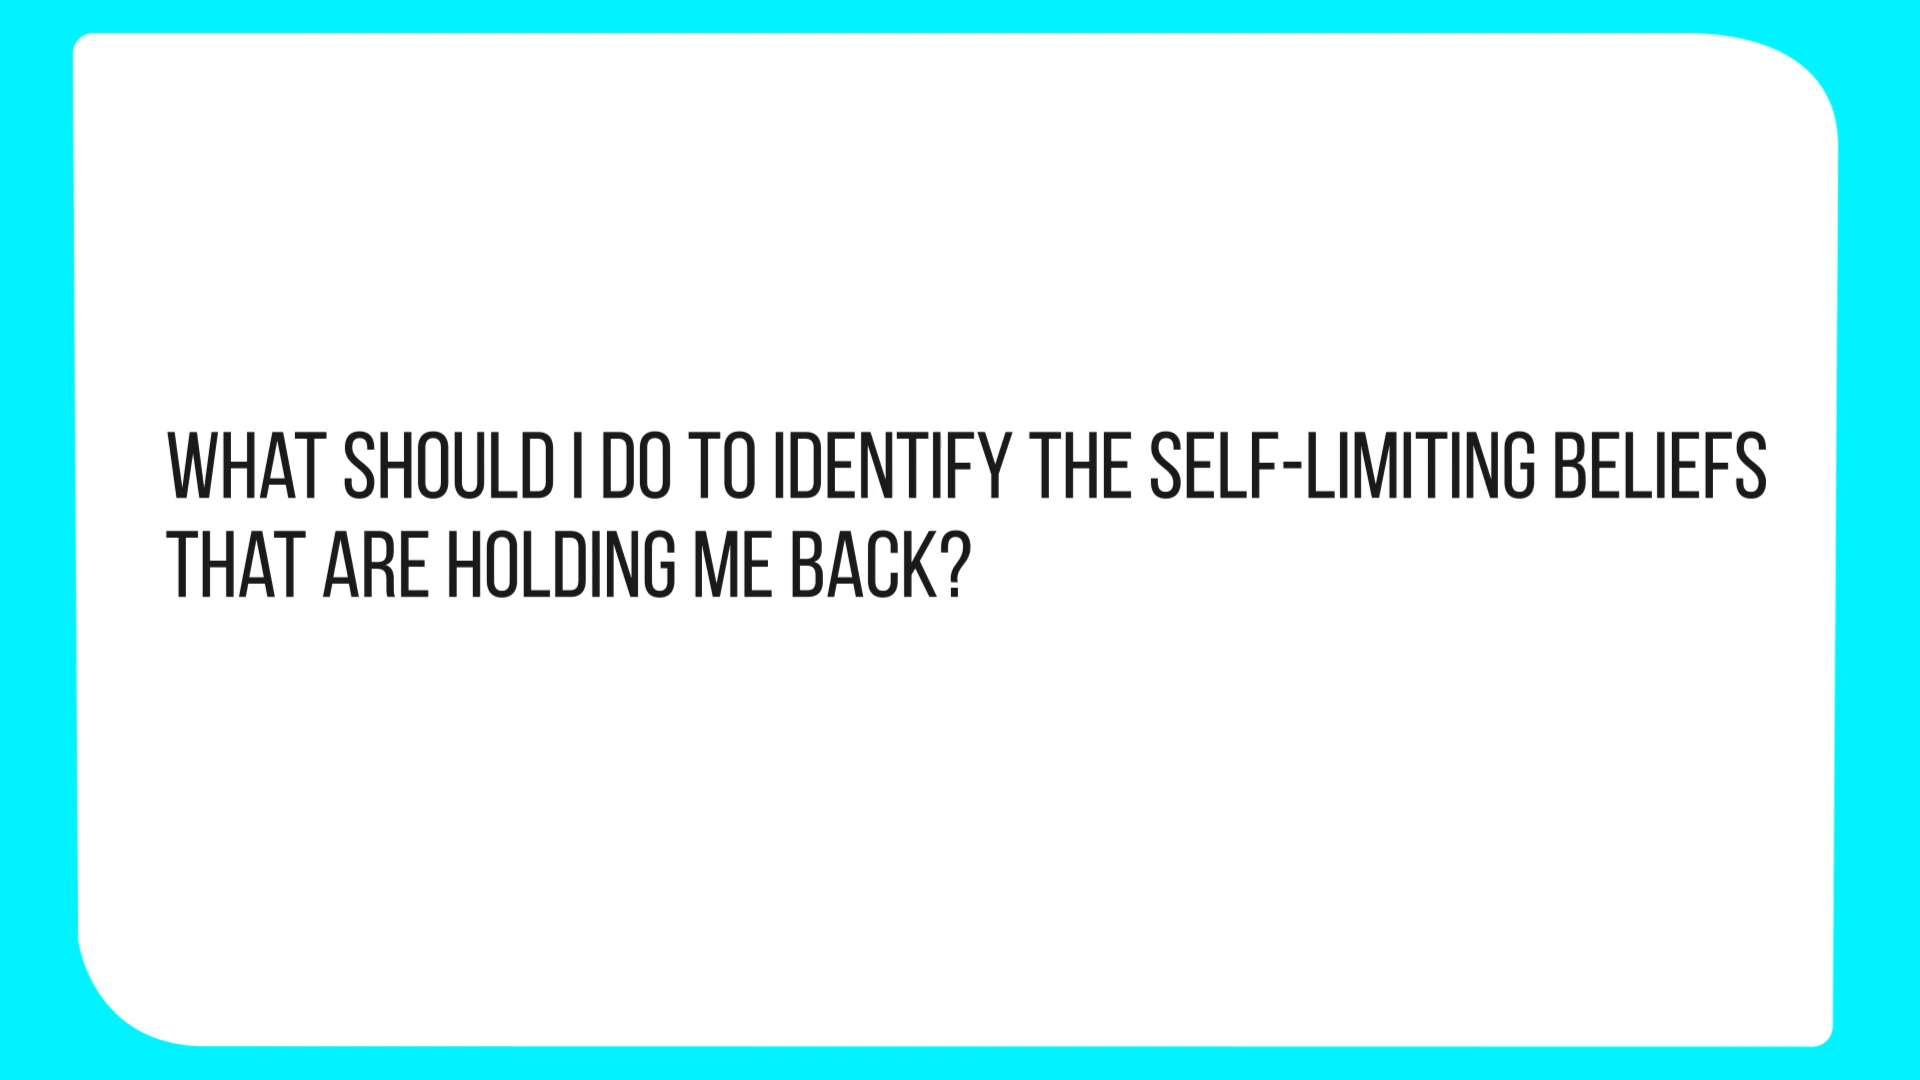 WHAT SHOULD I DO TO IDENTIFY THE SELF-LIMITING BELIEFS
THAT ARE HOLDING ME BACK?